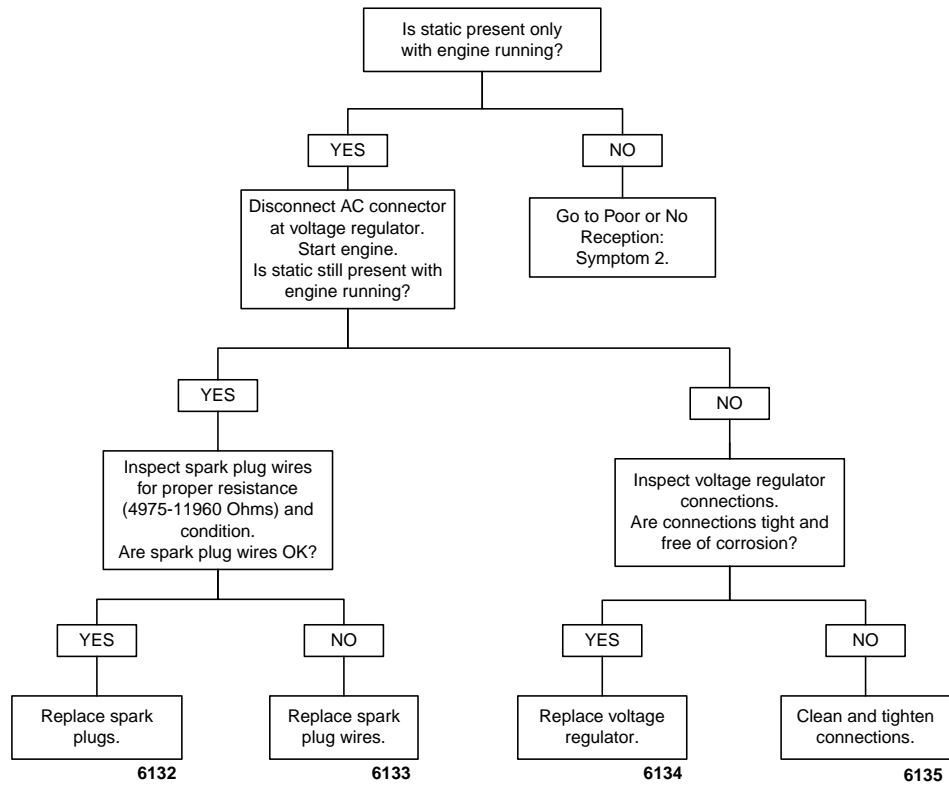 Is static present only
with engine running?
YES
NO
Disconnect AC connector
at voltage regulator.
Start engine.
Is static still present with
engine running?
Go to Poor or No
Reception:
Symptom 2.
YES
NO
Inspect spark plug wires
for proper resistance
(4975-11960 Ohms) and
condition.
Are spark plug wires OK?
Inspect voltage regulator
connections.
Are connections tight and
free of corrosion?
YES
NO
YES
NO
Replace spark
plugs.
Replace spark
plug wires.
Replace voltage
regulator.
Clean and tighten
connections.
6132
6133
6134
6135